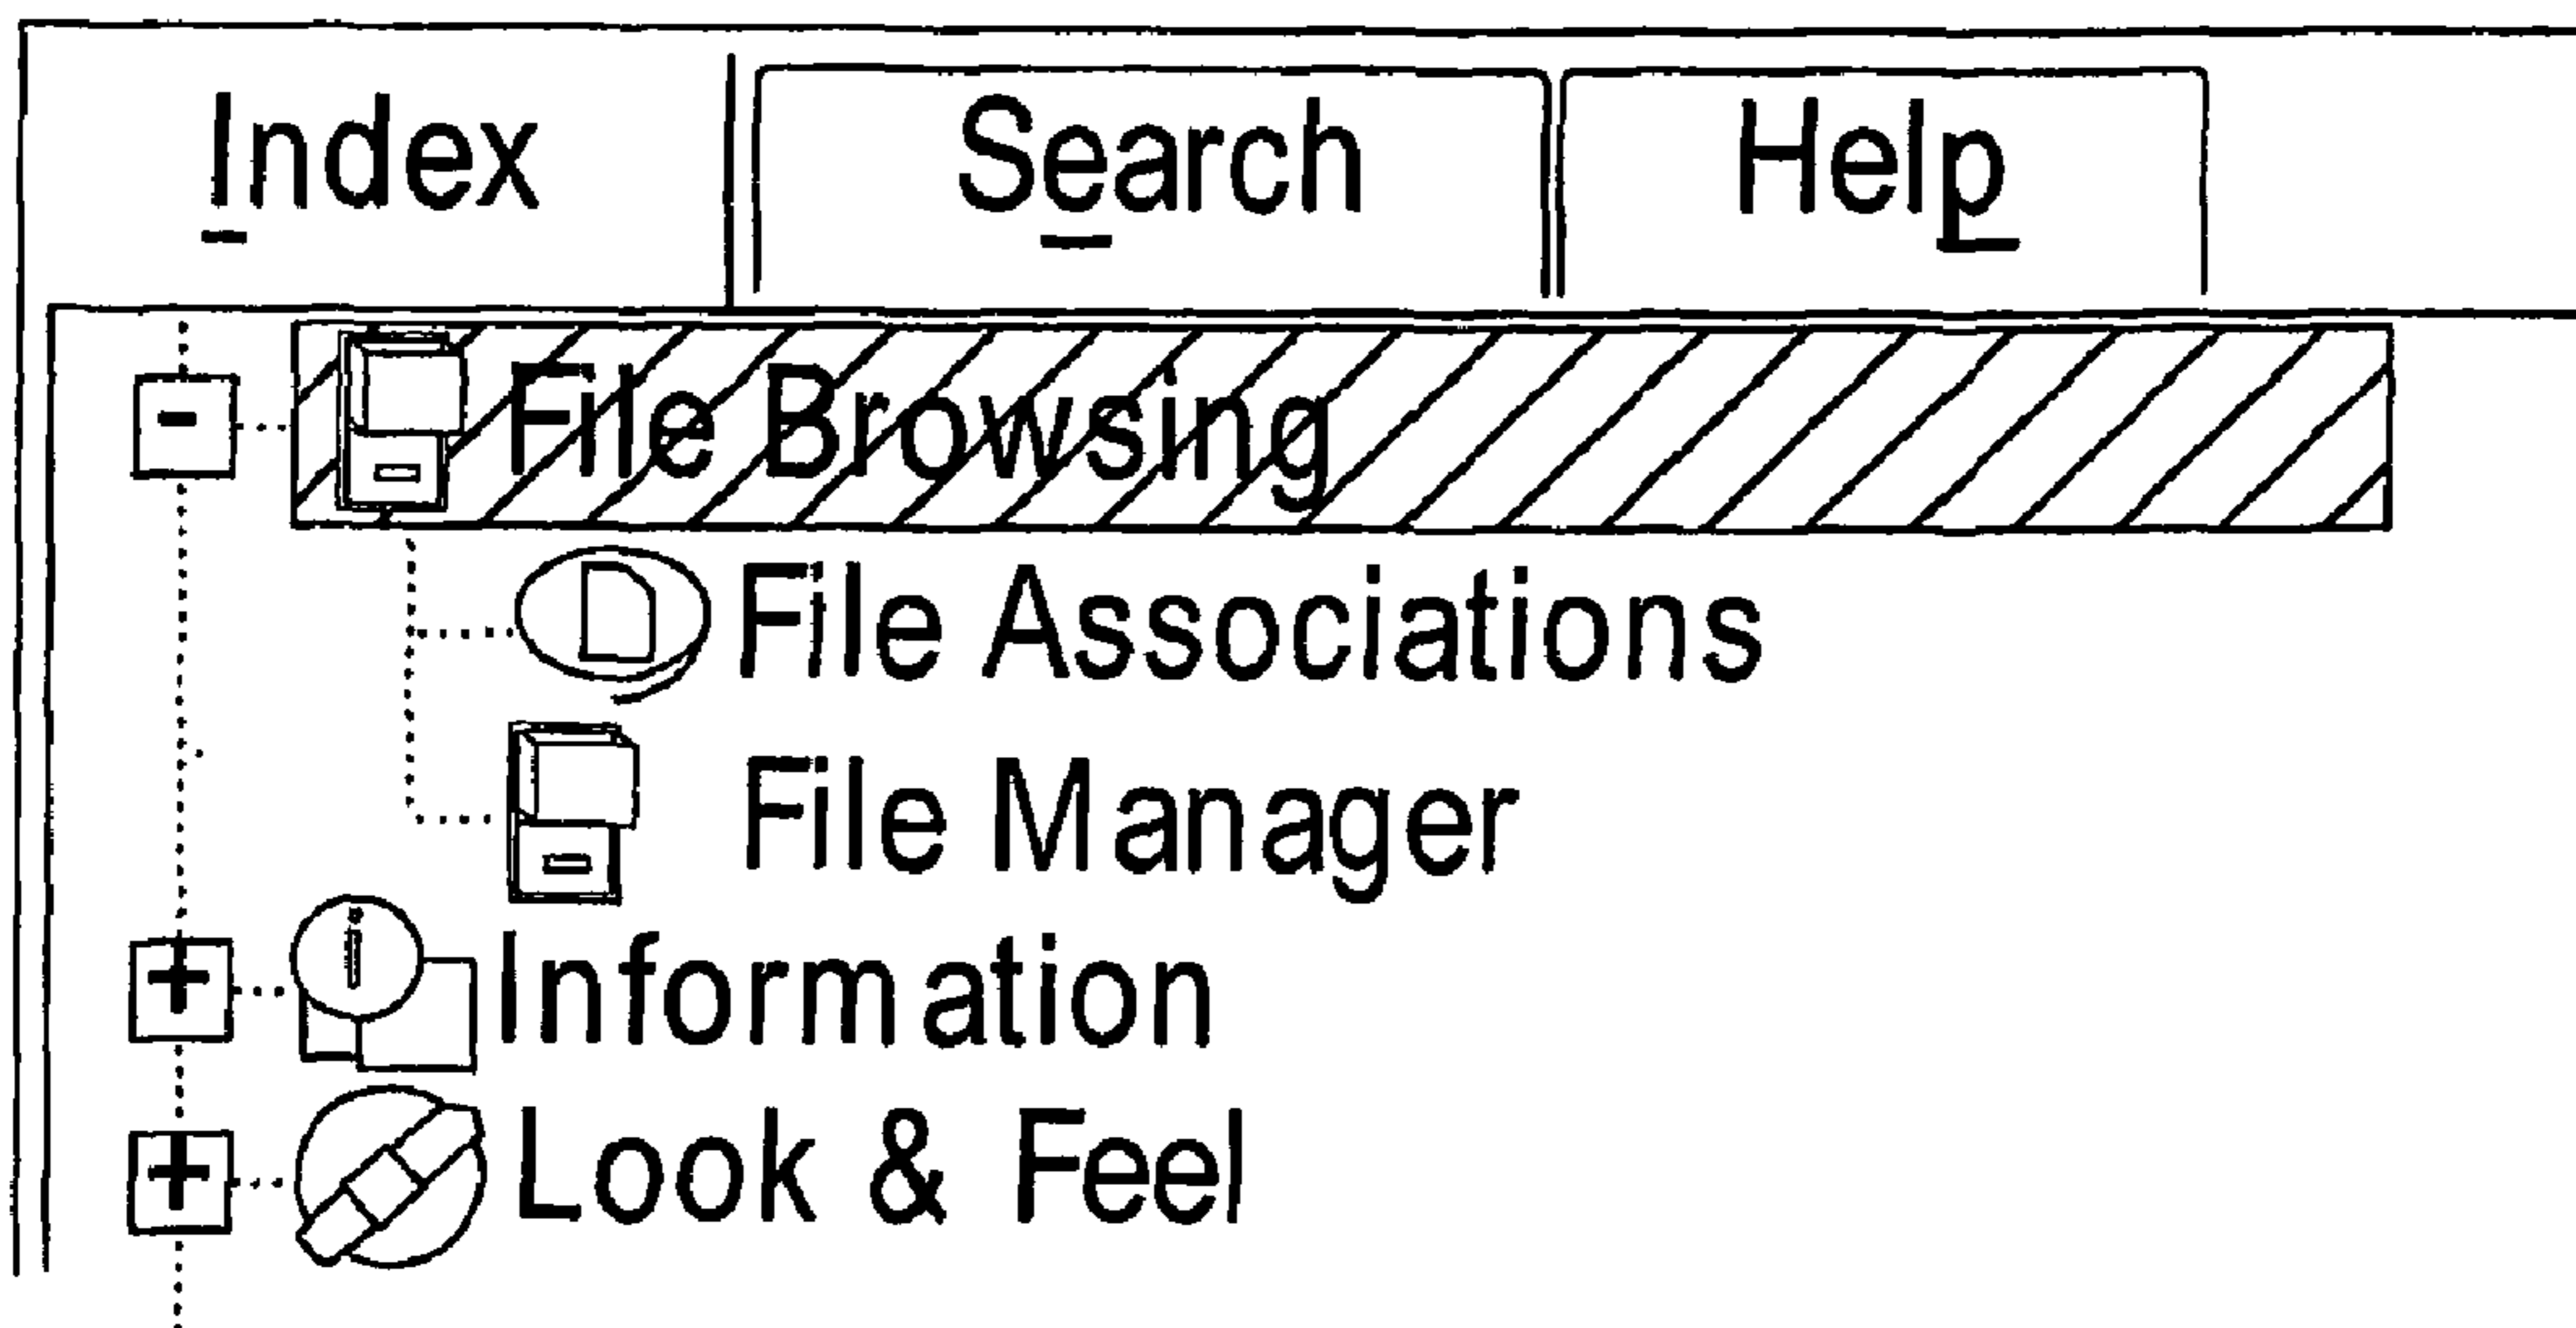 Index Search Help
- File Browsing
File Associations
File Manager
+ i Information
+ Look & Feel